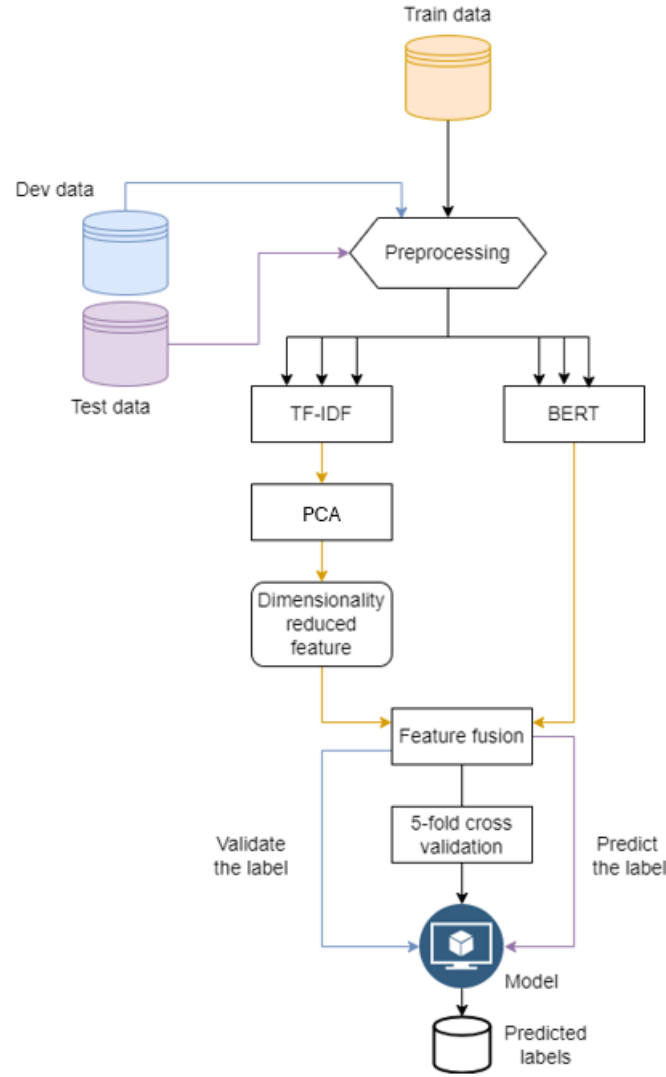 Train data
Dev data
Preprocessing
Test data
TF-IDF
BERT
PCA
Dimensionality
reduced
feature
Feature fusion
5-fold cross
validation
Validate
the label
Predict
the label
Model
Predicted
labels